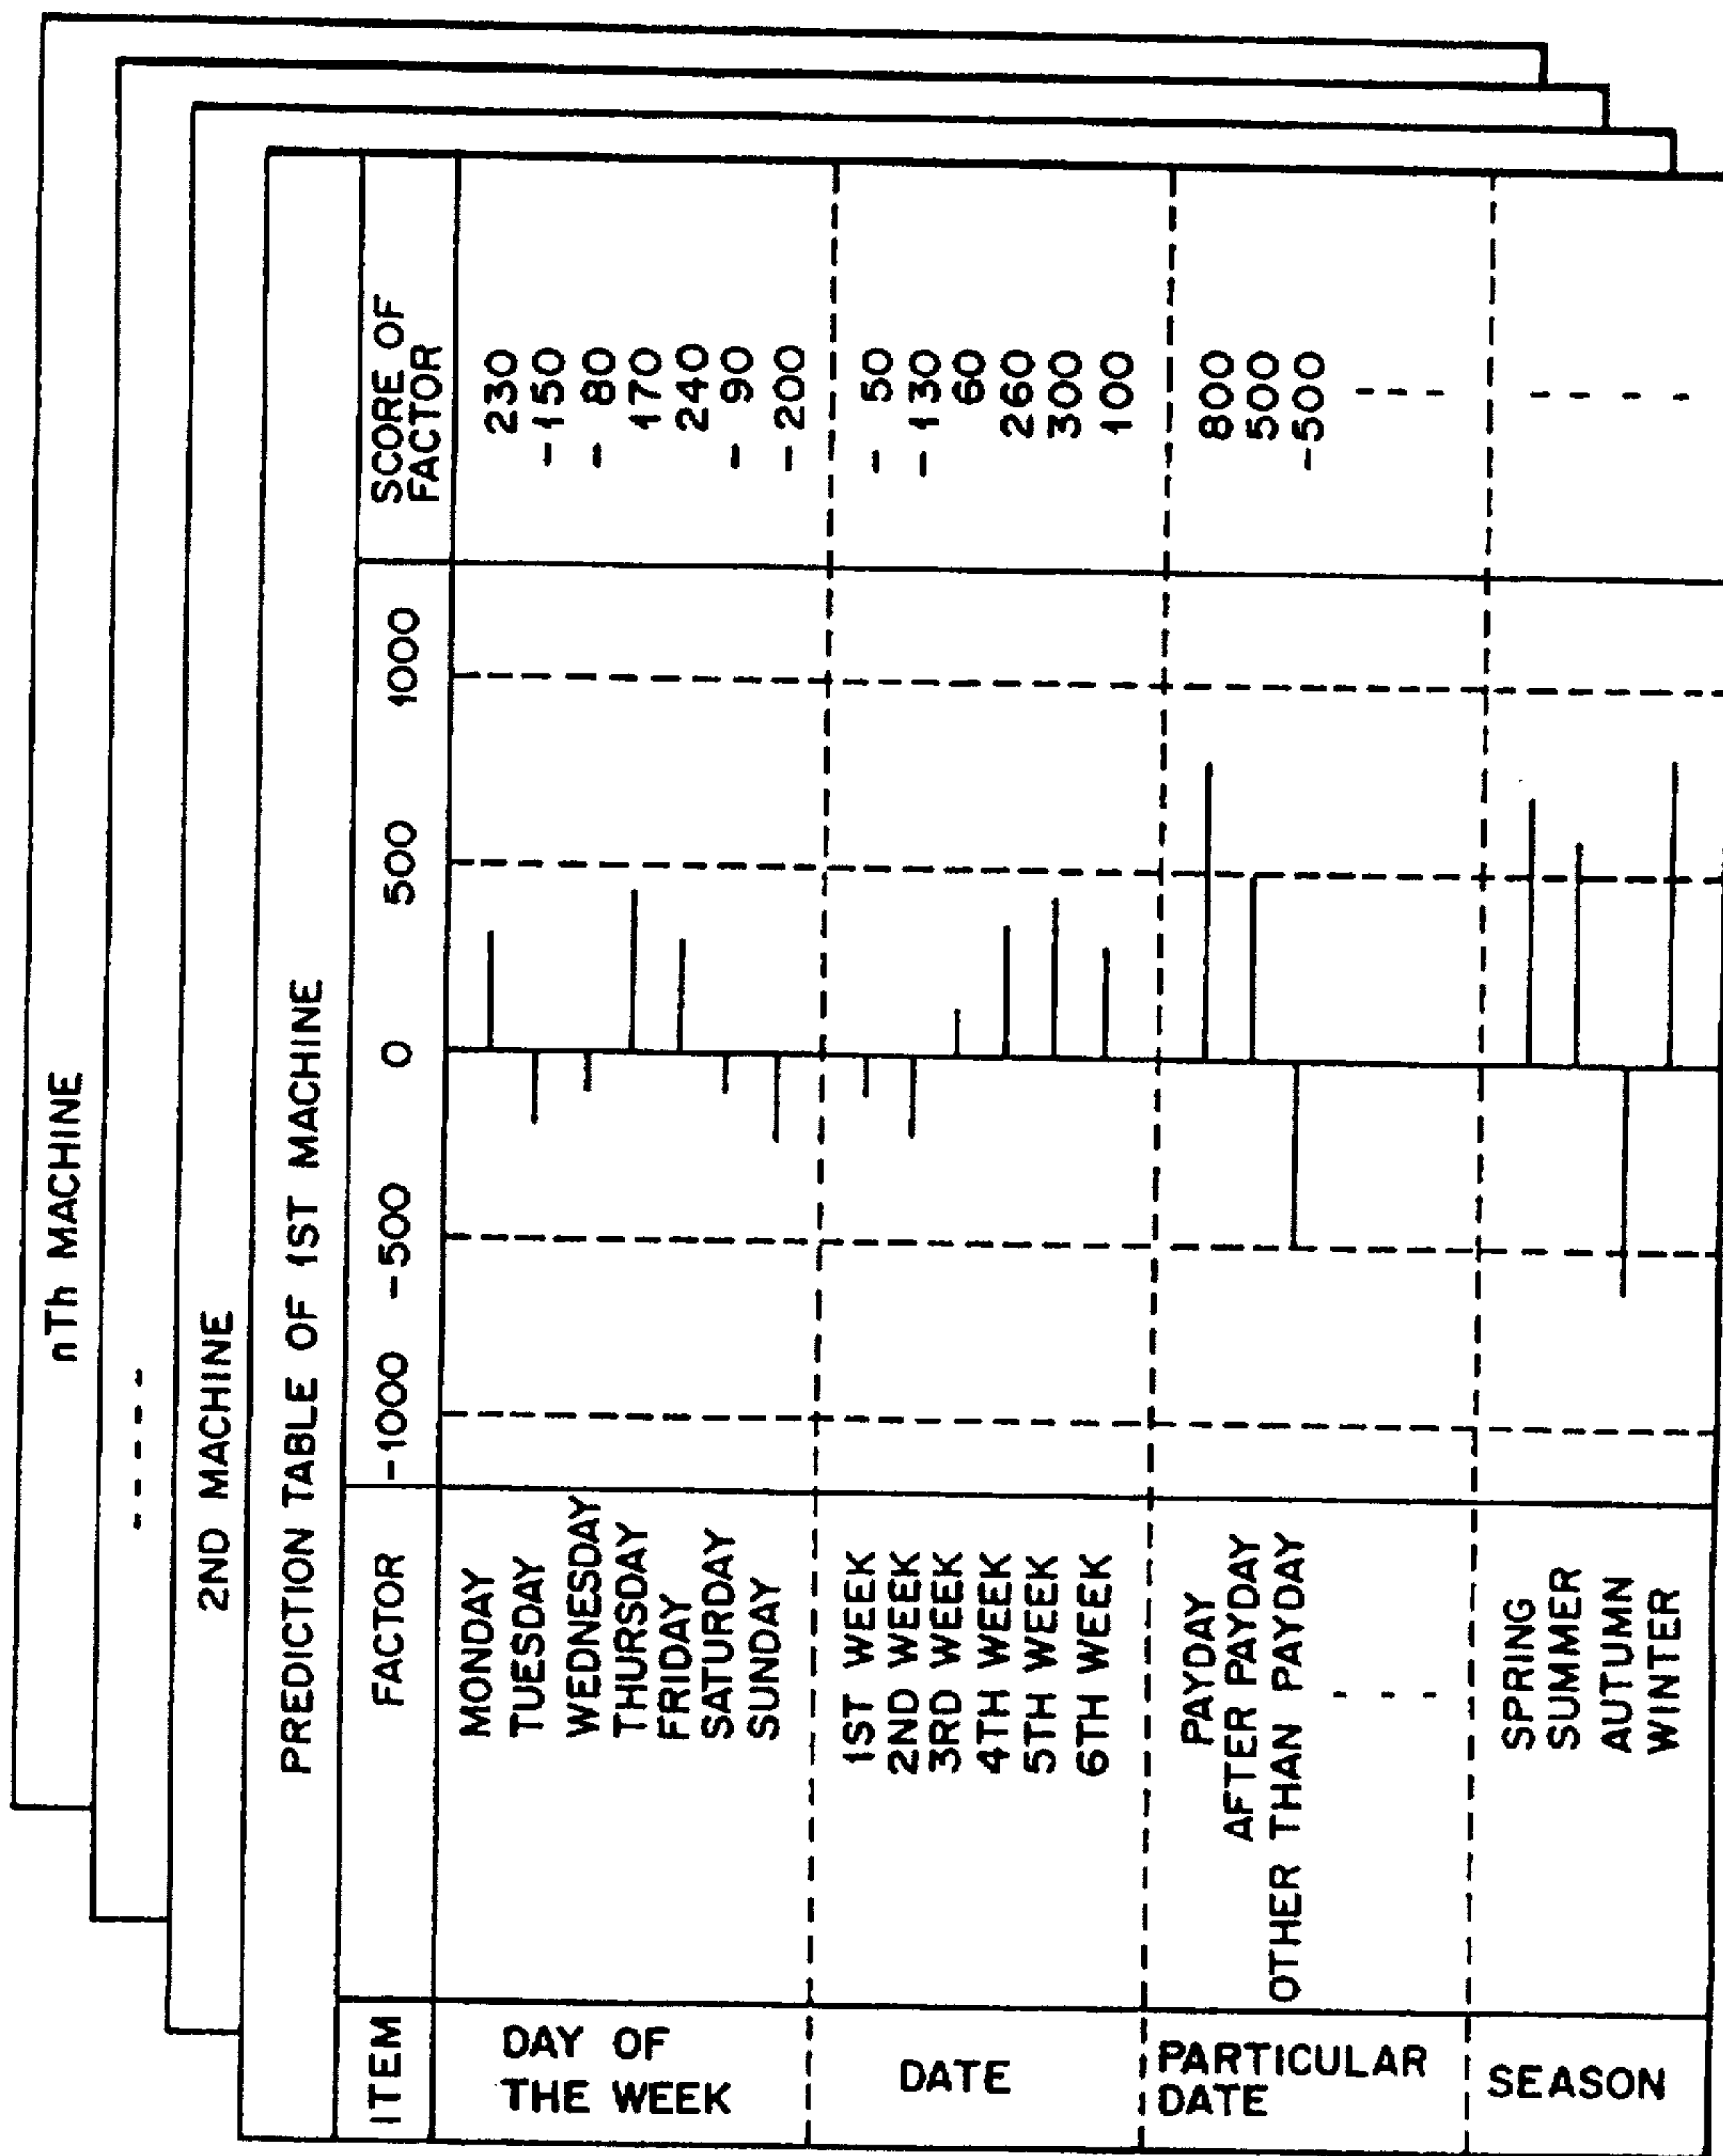 nTh MACHINE
- - - - -
2ND MACHINE
PREDICTION TABLE OF 1ST MACHINE
ITEM FACTOR -1000 -500 0 500 1000 SCORE OF
FACTOR
DAY OF
THE WEEK
MONDAY 230
TUESDAY -150
WEDNESDAY - 80
THURSDAY 170
FRIDAY 240
SATURDAY - 90
SUNDAY - 200
DATE
1ST WEEK - 50
2ND WEEK - 130
3RD WEEK 60
4TH WEEK 260
5TH WEEK 300
6TH WEEK 100
PARTICULAR
DATE
PAYDAY 800
AFTER PAYDAY 500
OTHER THAN PAYDAY -500
- - - - - -
SEASON
SPRING -
SUMMER -
AUTUMN -
WINTER -